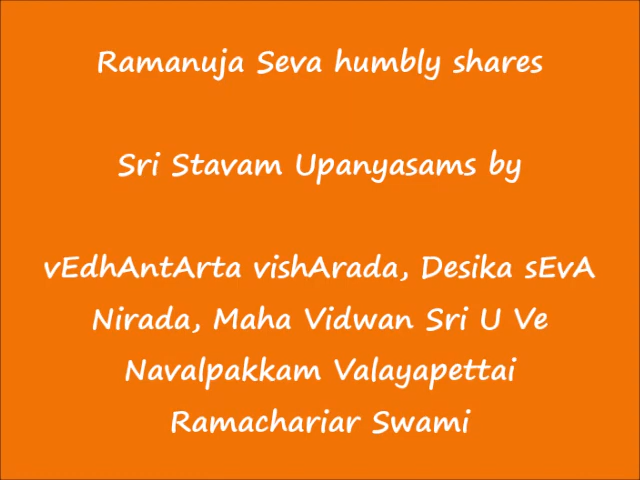 Ramanuja Seva humbly shares
Sri Stavam Upanyasams by
vEdhAntArta vishArada, Desika sEvA
Nirada, Maha Vidwan Sri U Ve
Navalpakkam Valayapettai
Ramachariar Swami